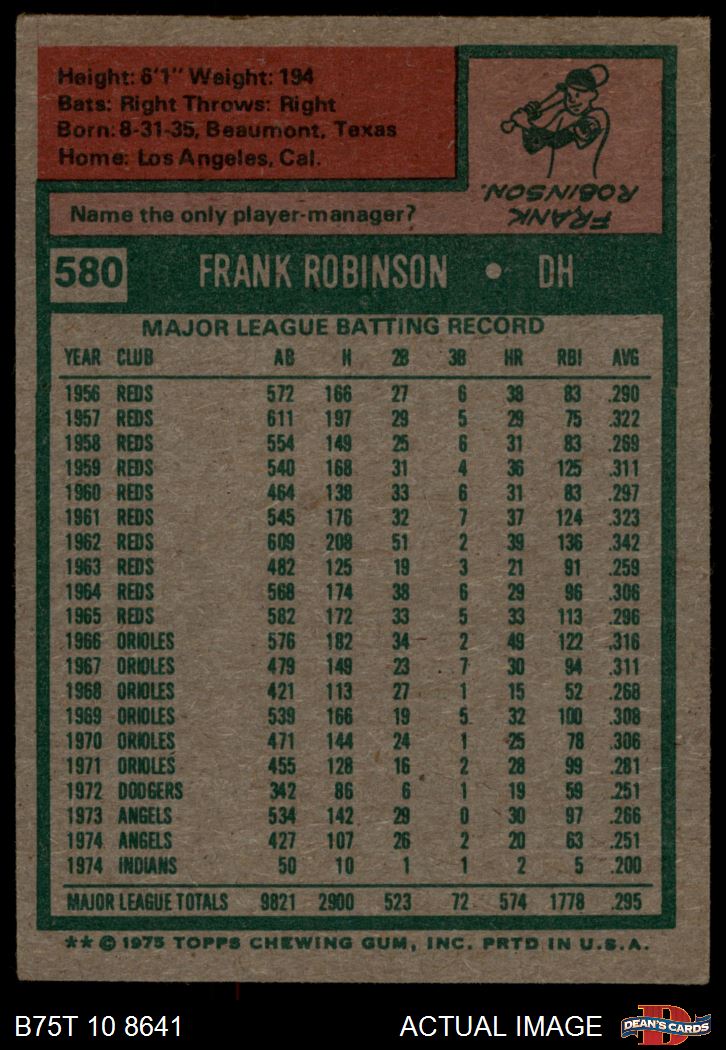 Height: 6'1" Weight: 194
Bats: Right Throws: Right
Born: 8-31-35, Beaumont, Texas
Home: Los Angeles, Cal.
Name the only player-manager?
FRANK
ROBINSON.
580 FRANK ROBINSON • DH
MAJOR LEAGUE BATTING RECORD
YEAR CLUB AB H 2B 3B HR RBI AVG
1956 REDS 572 166 27 6 38 83 .290
1957 REDS 611 197 29 5 29 75 .322
1958 REDS 554 149 25 6 31 83 .269
1959 REDS 540 168 31 4 36 125 .311
1960 REDS 464 138 33 6 31 83 .297
1961 REDS 545 176 32 7 37 124 .323
1962 REDS 609 208 51 2 39 136 .342
1963 REDS 482 125 19 3 21 91 .259
1964 REDS 568 174 38 6 29 96 .306
1965 REDS 582 172 33 5 33 113 .296
1966 ORIOLES 576 182 34 2 49 122 .316
1967 ORIOLES 479 149 23 7 30 94 .311
1968 ORIOLES 421 113 27 1 15 52 .268
1969 ORIOLES 539 166 19 5 32 100 .308
1970 ORIOLES 471 144 24 1 25 78 .306
1971 ORIOLES 455 128 16 2 28 99 .281
1972 DODGERS 342 86 6 1 19 59 .251
1973 ANGELS 534 142 29 0 30 97 .266
1974 ANGELS 427 107 26 2 20 63 .251
1974 INDIANS 50 10 1 1 2 5 .200
MAJOR LEAGUE TOTALS 9821 2900 523 72 574 1778 .295
** © 1975 TOPPS CHEWING GUM, INC. PRTD IN U.S.A.
B75T 10 8641 ACTUAL IMAGE D DEAN'S CARDS